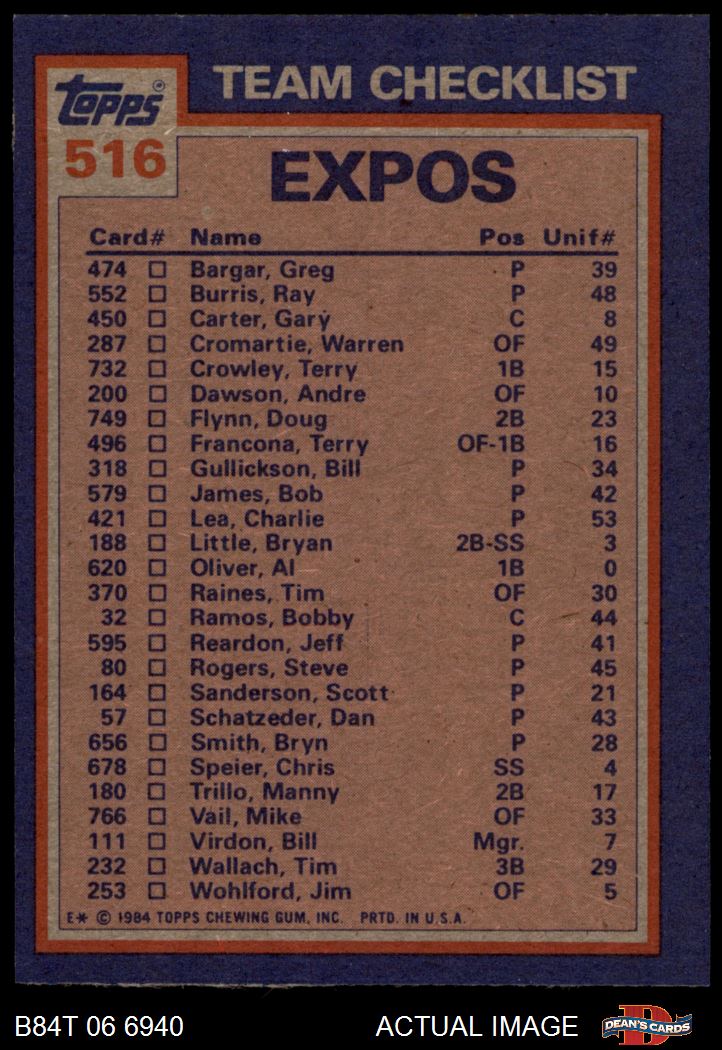 TOPPS® TEAM CHECKLIST
516
EXPOS
Card# Name Pos Unif#
474 Bargar, Greg P 39
552 Burris, Ray P 48
450 Carter, Gary C 8
287 Cromartie, Warren OF 49
732 Crowley, Terry 1B 15
200 Dawson, Andre OF 10
749 Flynn, Doug 2B 23
496 Francona, Terry OF-1B 16
318 Gullickson, Bill P 34
579 James, Bob P 42
421 Lea, Charlie P 53
188 Little, Bryan 2B-SS 3
620 Oliver, Al 1B 0
370 Raines, Tim OF 30
32 Ramos, Bobby C 44
595 Reardon, Jeff P 41
80 Rogers, Steve P 45
164 Sanderson, Scott P 21
57 Schatzeder, Dan P 43
656 Smith, Bryn P 28
678 Speier, Chris SS 4
180 Trillo, Manny 2B 17
766 Vail, Mike OF 33
111 Virdon, Bill Mgr. 7
232 Wallach, Tim 3B 29
253 Wohlford, Jim OF 5
E* © 1984 TOPPS CHEWING GUM, INC. PRTD. IN U.S.A.
B84T 06 6940 ACTUAL IMAGE D DEAN'S CARDS